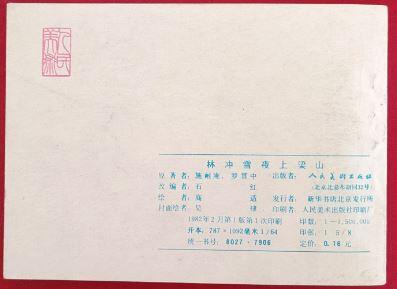 人民美术
林冲雪夜上梁山
原著者:施耐庵、罗贯中 出版者:人民美术出版社
(北京北总布胡同32号)
改编者:石红
绘者:高适 发行者:新华书店北京发行所
封面绘者: 印刷者:人民美术出版社印刷厂
1982年2月第1版第1次印刷 印数:1—1,500,000
开本:787×1092毫米1/64 印张:1 5/8
统一书号:8027·7906 定价:0.16元